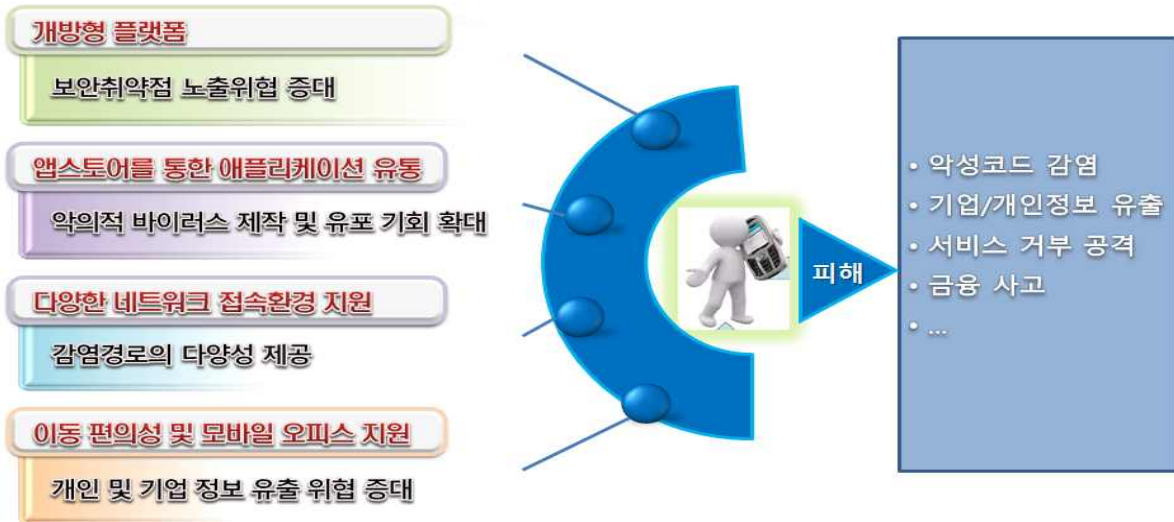 개방형 플랫폼
보안취약점 노출위협 증대
앱스토어를 통한 애플리케이션 유통
악의적 바이러스 제작 및 유포 기회 확대
다양한 네트워크 접속환경 지원
감염경로의 다양성 제공
이동 편의성 및 모바일 오피스 지원
개인 및 기업 정보 유출 위협 증대
피해
• 악성코드 감염
• 기업/개인정보 유출
• 서비스 거부 공격
• 금융 사고
• ...